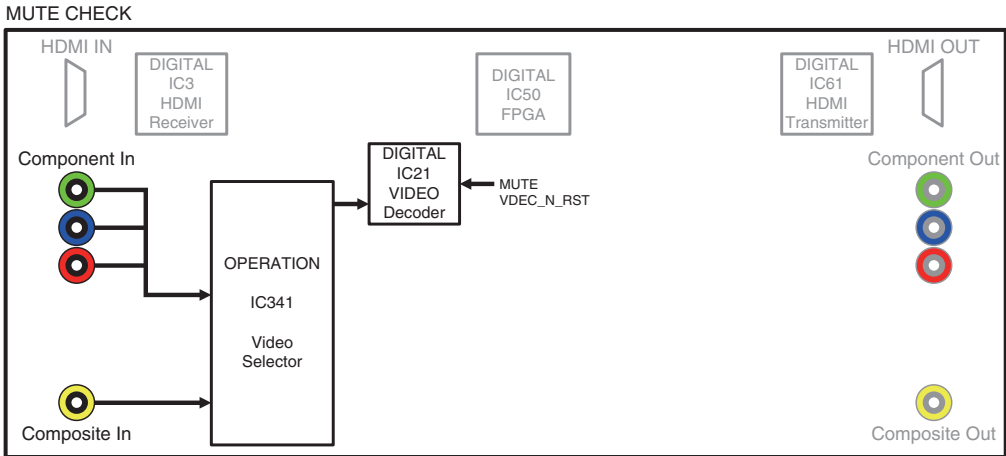 MUTE CHECK
HDMI IN
DIGITAL
IC3
HDMI
Receiver
DIGITAL
IC50
FPGA
DIGITAL
IC61
HDMI
Transmitter
HDMI OUT
Component In
DIGITAL
IC21
VIDEO
Decoder
MUTE
VDEC_N_RST
Component Out
OPERATION
IC341
Video
Selector
Composite In
Composite Out